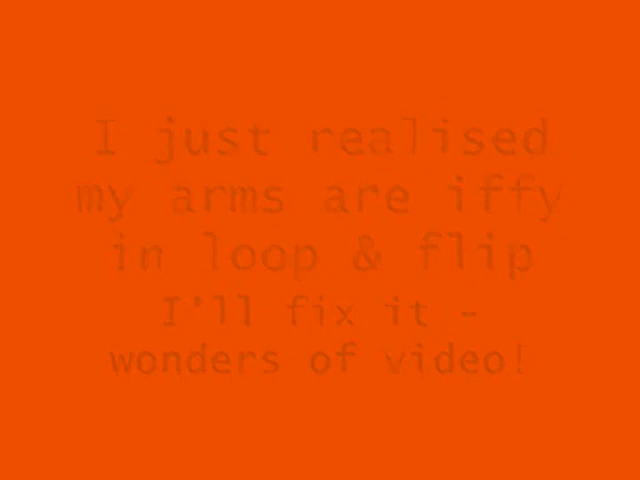 I just realised
my arms are iffy
in loop & flip
I'll fix it -
wonders of video!